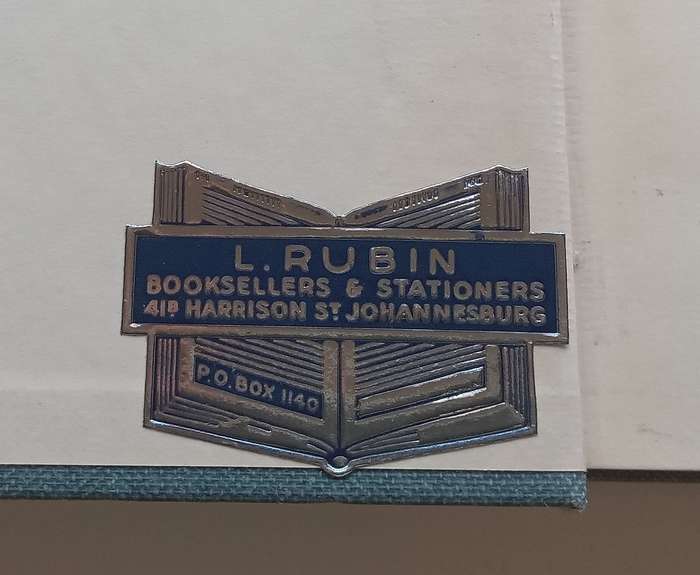 L. RUBIN
BOOKSELLERS & STATIONERS
41B HARRISON ST JOHANNESBURG
P.O. BOX 1140